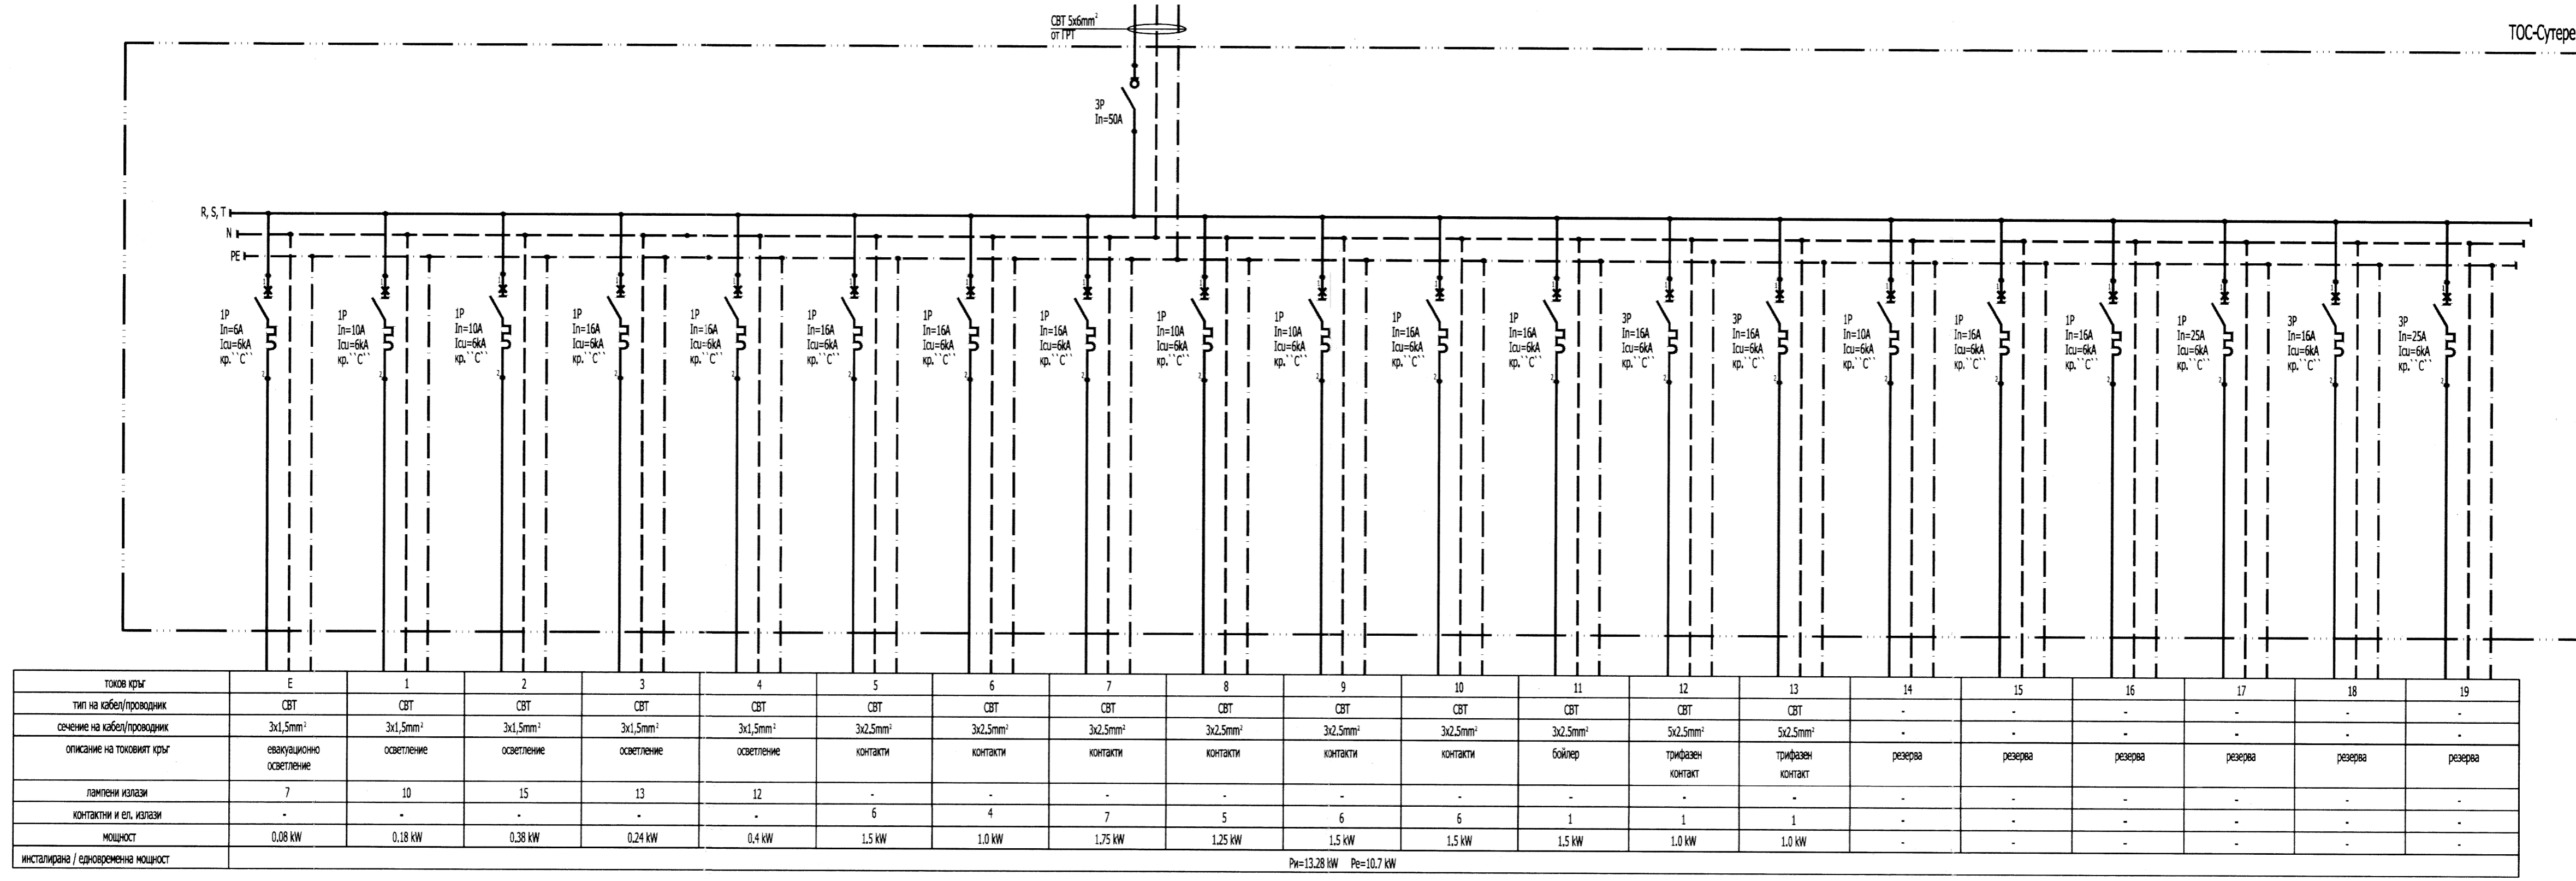 СВТ 5x6mm²
от ГРТ
ТОС-Сутере
3P
In=50A
R, S, T
N
PE
1P
In=6A
Icu=6kA
кр.``C``
1P
In=10A
Icu=6kA
кр.``C``
1P
In=10A
Icu=6kA
кр.``C``
1P
In=16A
Icu=6kA
кр.``C``
1P
In=16A
Icu=6kA
кр.``C``
1P
In=16A
Icu=6kA
кр.``C``
1P
In=16A
Icu=6kA
кр.``C``
1P
In=16A
Icu=6kA
кр.``C``
1P
In=10A
Icu=6kA
кр.``C``
1P
In=10A
Icu=6kA
кр.``C``
1P
In=16A
Icu=6kA
кр.``C``
1P
In=16A
Icu=6kA
кр.``C``
3P
In=16A
Icu=6kA
кр.``C``
3P
In=16A
Icu=6kA
кр.``C``
1P
In=10A
Icu=6kA
кр.``C``
1P
In=16A
Icu=6kA
кр.``C``
1P
In=16A
Icu=6kA
кр.``C``
1P
In=25A
Icu=6kA
кр.``C``
3P
In=16A
Icu=6kA
кр.``C``
3P
In=25A
Icu=6kA
кр.``C``
токов кръг E 1 2 3 4 5 6 7 8 9 10 11 12 13 14 15 16 17 18 19
тип на кабел/проводник СВТ СВТ СВТ СВТ СВТ СВТ СВТ СВТ СВТ СВТ СВТ СВТ СВТ СВТ - - - - - -
сечение на кабел/проводник 3x1,5mm² 3x1,5mm² 3x1,5mm² 3x1,5mm² 3x1,5mm² 3x2.5mm² 3x2.5mm² 3x2.5mm² 3x2.5mm² 3x2.5mm² 3x2.5mm² 3x2.5mm² 5x2.5mm² 5x2.5mm² - - - - - -
описание на токовият кръг евакуационно осветление осветление осветление осветление осветление контакти контакти контакти контакти контакти контакти бойлер трифазен контакт трифазен контакт резерва резерва резерва резерва резерва резерва
лампени излази 7 10 15 13 12 - - - - - - - - - - - - - - -
контактни и ел. излази - - - - - 6 4 7 5 6 6 1 1 1 - - - - - -
мощност 0.08 kW 0.18 kW 0.38 kW 0.24 kW 0.4 kW 1.5 kW 1.0 kW 1.75 kW 1.25 kW 1.5 kW 1.5 kW 1.5 kW 1.0 kW 1.0 kW - - - - - -
инсталирана / едновременна мощност Ри=13.28 kW Ре=10.7 kW